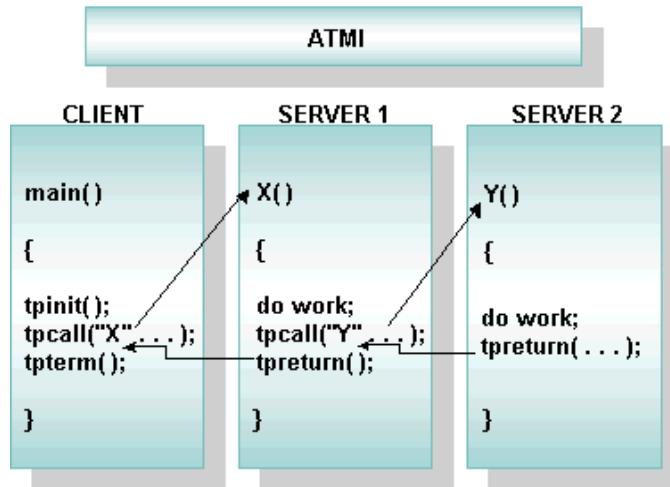 ATMI
CLIENT
main()
{
tpinit();
tpcall("X" . . . );
tpterm();
}
SERVER 1
X()
{
do work;
tpcall("Y" . . . );
tpreturn();
}
SERVER 2
Y()
{
do work;
tpreturn( . . . );
}